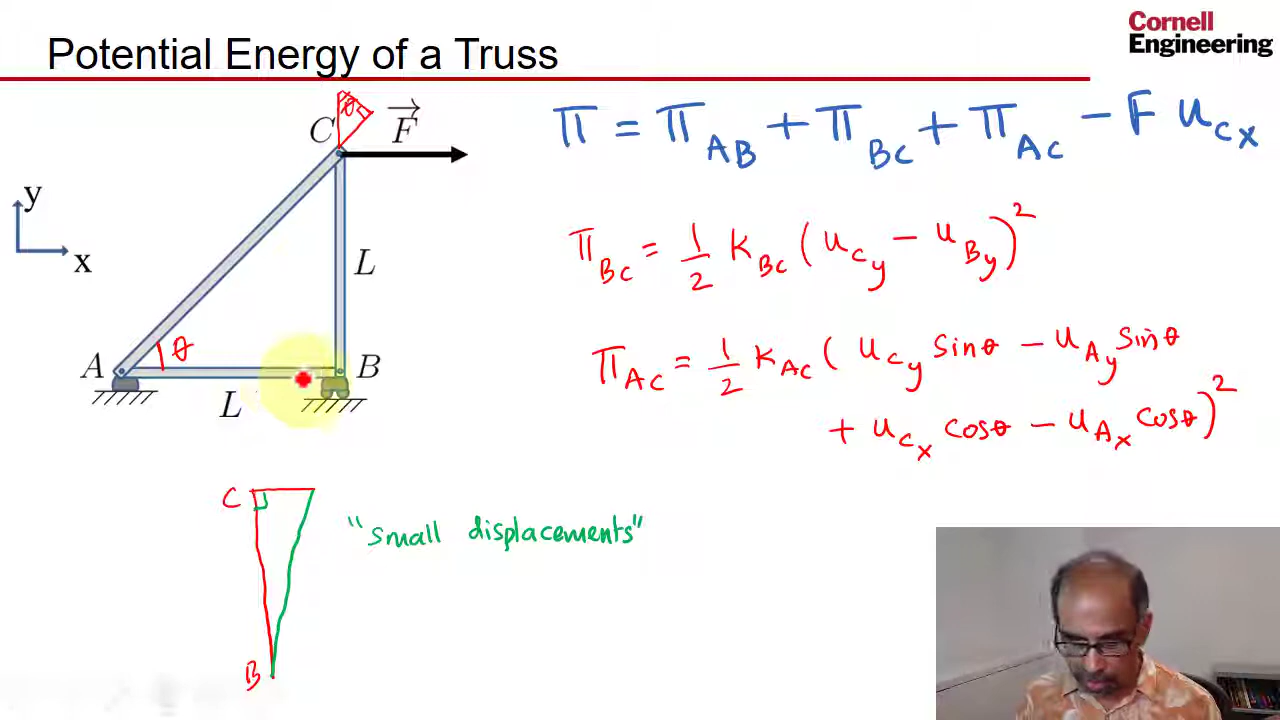 Potential Energy of a Truss
Cornell
Engineering
θ
C
F⃗
y
x
L
A
θ
B
L
Π = Π_AB + Π_BC + Π_AC − F u_Cx
Π_BC = 1/2 K_BC (u_Cy − u_By)²
Π_AC = 1/2 K_AC ( u_Cy sinθ − u_Ay sinθ
+ u_Cx cosθ − u_Ax cosθ)²
C
"small displacements"
B